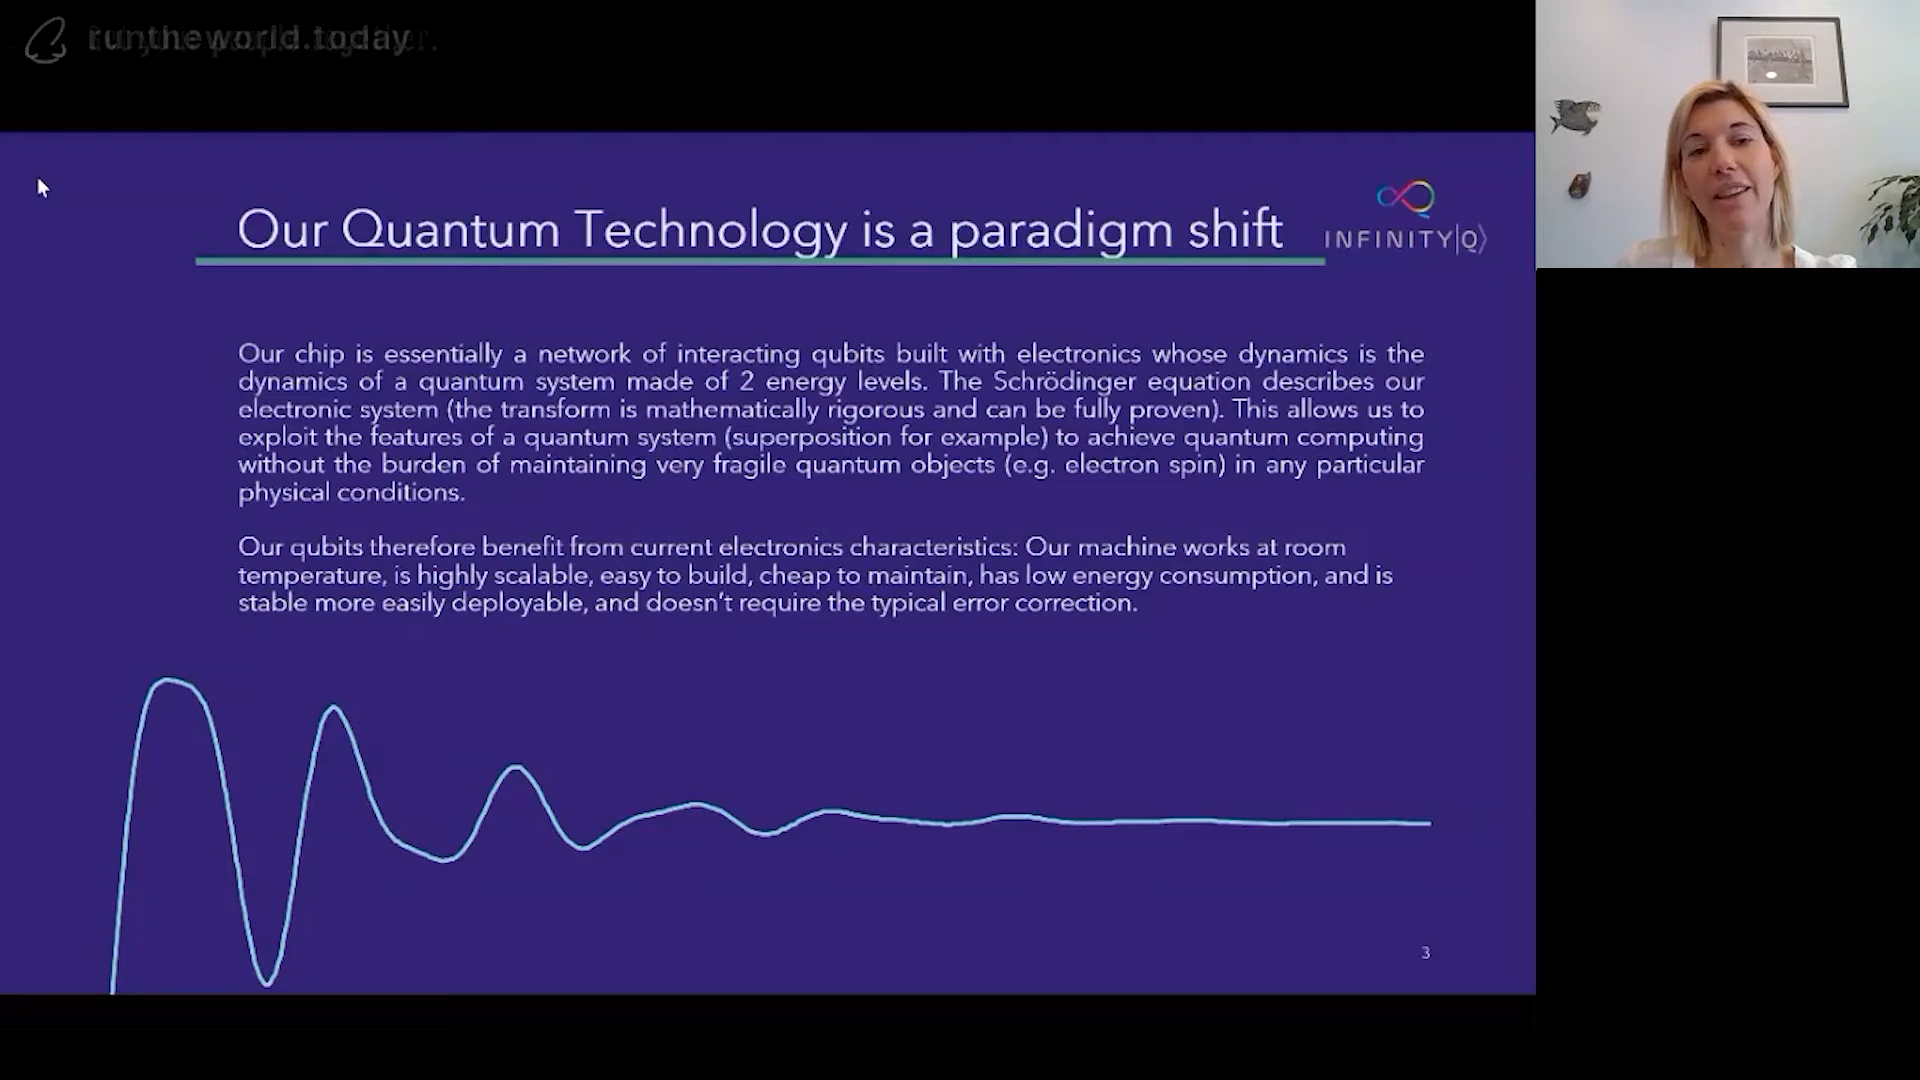 runtheworld.today
Our Quantum Technology is a paradigm shift
INFINITY|Q⟩
Our chip is essentially a network of interacting qubits built with electronics whose dynamics is the
dynamics of a quantum system made of 2 energy levels. The Schrödinger equation describes our
electronic system (the transform is mathematically rigorous and can be fully proven). This allows us to
exploit the features of a quantum system (superposition for example) to achieve quantum computing
without the burden of maintaining very fragile quantum objects (e.g. electron spin) in any particular
physical conditions.
Our qubits therefore benefit from current electronics characteristics: Our machine works at room
temperature, is highly scalable, easy to build, cheap to maintain, has low energy consumption, and is
stable more easily deployable, and doesn't require the typical error correction.
3